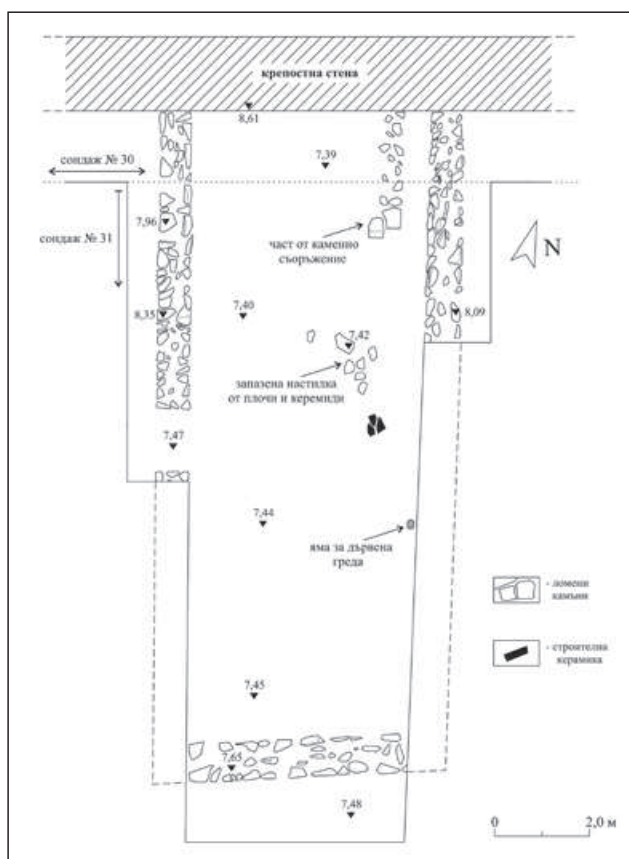 крепостна стена
8,61
сондаж № 30
7,39
7,96
сондаж № 31
част от каменно
съоръжение
N
8,35
7,40
8,09
7,42
запазена настилка
от плочи и керемиди
7,47
7,44
яма за дървена
греда
- ломени
камъни
- строителна
керамика
7,45
7,65
7,48
0
2,0 м